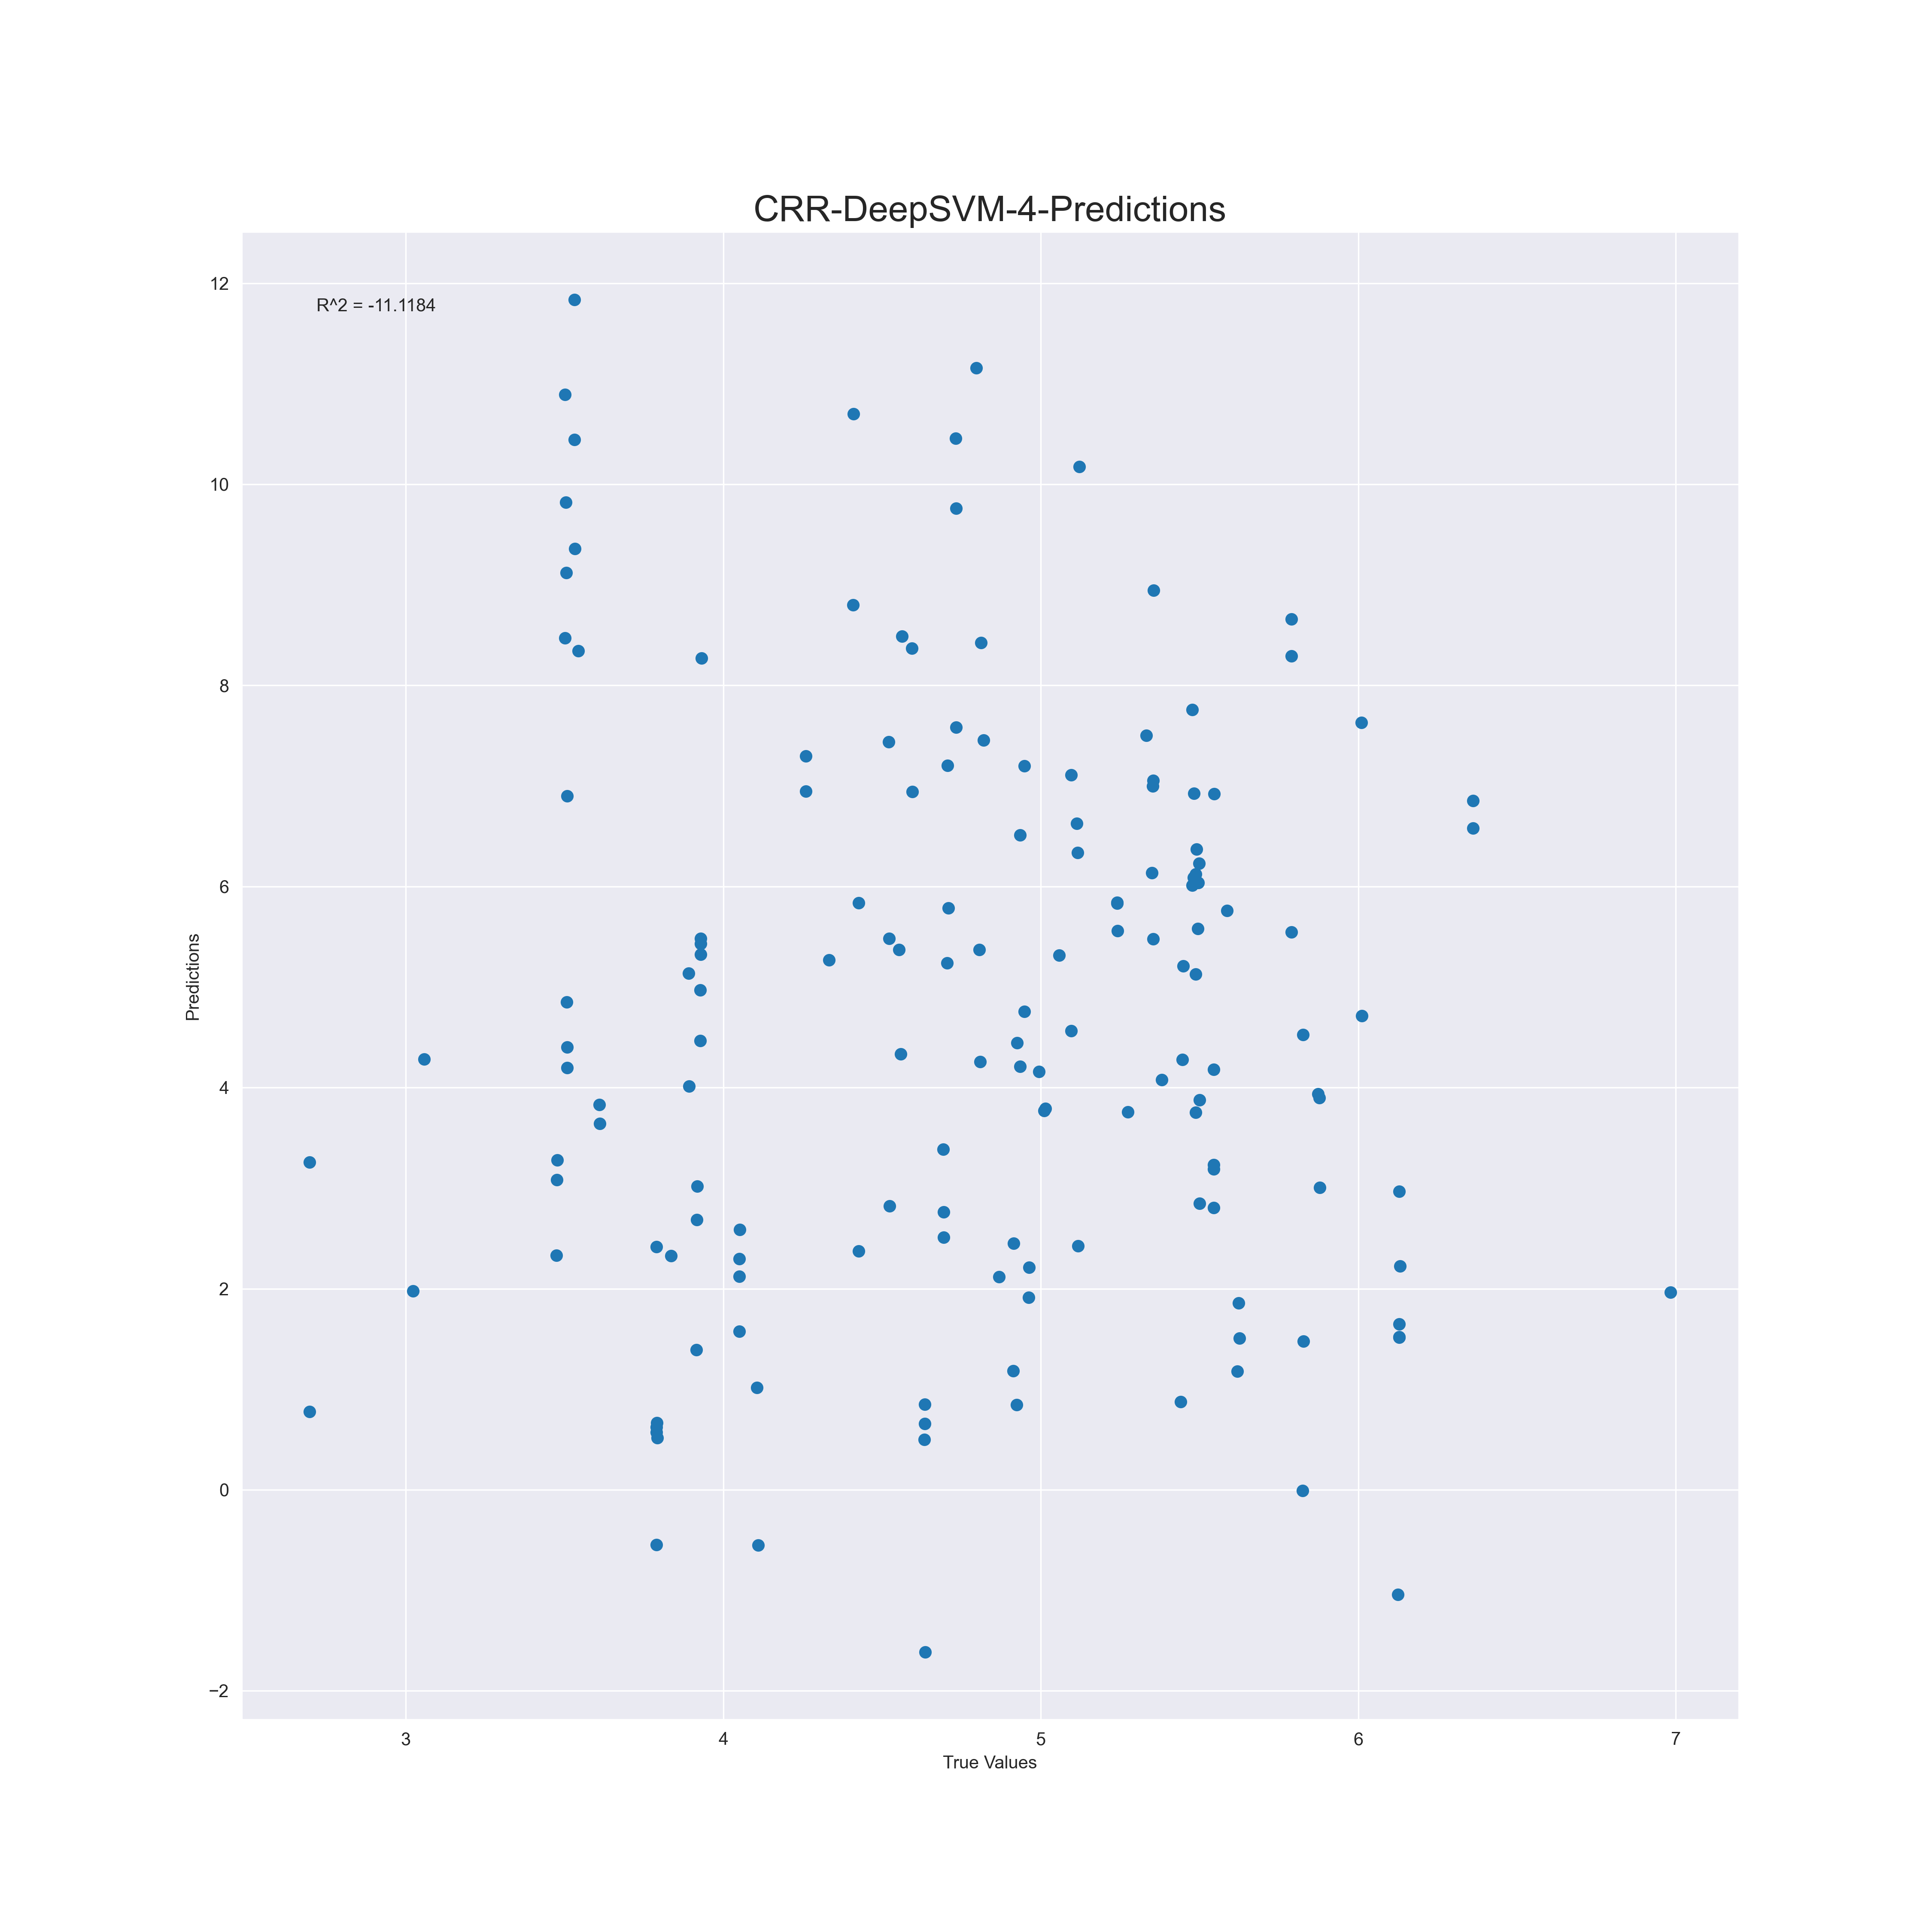 CRR-DeepSVM-4-Predictions
R^2 = -11.1184
12
10
8
6
4
2
0
−2
Predictions
3 4 5 6 7
True Values